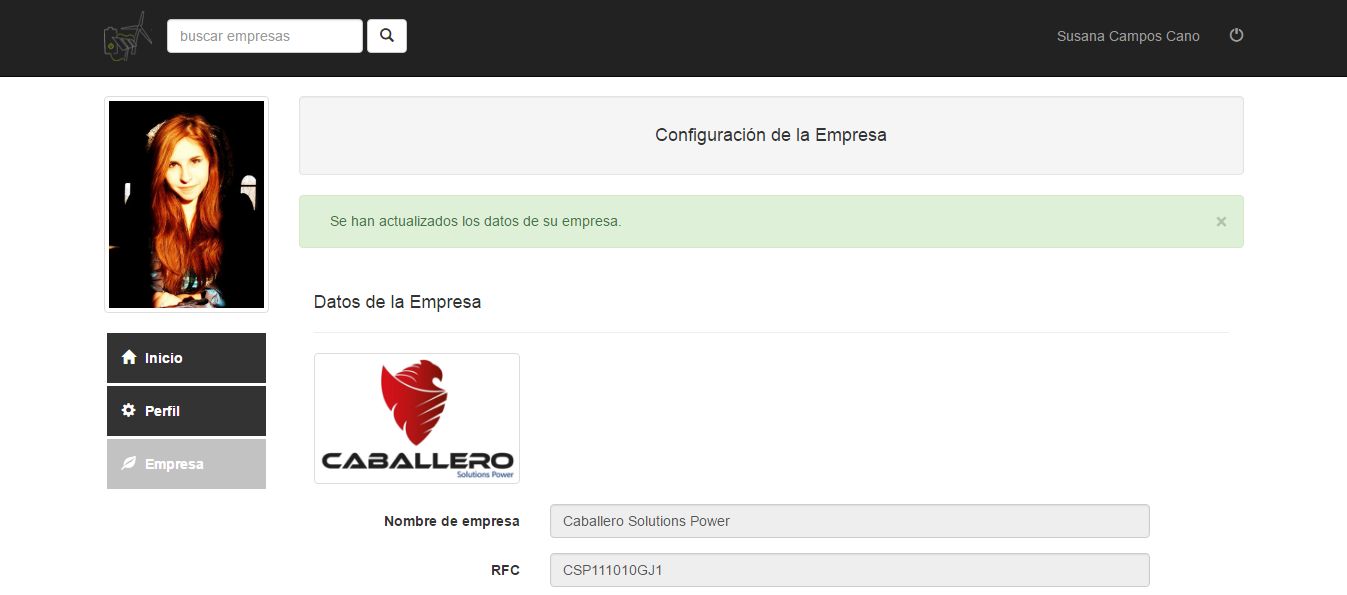 buscar empresas
Susana Campos Cano
Configuración de la Empresa
Se han actualizados los datos de su empresa.
×
Datos de la Empresa
Inicio
Perfil
Empresa
CABALLERO
Solutions Power
Nombre de empresa Caballero Solutions Power
RFC CSP111010GJ1